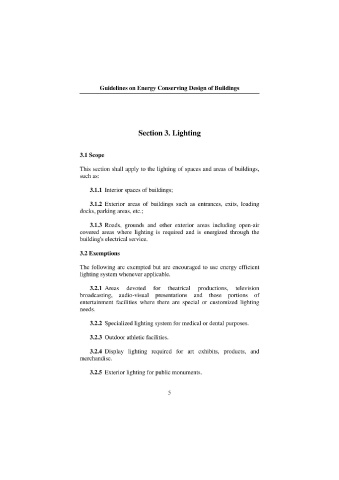 Guidelines on Energy Conserving Design of Buildings
Section 3. Lighting
3.1 Scope
This section shall apply to the lighting of spaces and areas of buildings,
such as:
3.1.1 Interior spaces of buildings;
3.1.2 Exterior areas of buildings such as entrances, exits, loading
docks, parking areas, etc.;
3.1.3 Roads, grounds and other exterior areas including open-air
covered areas where lighting is required and is energized through the
building's electrical service.
3.2 Exemptions
The following are exempted but are encouraged to use energy efficient
lighting system whenever applicable.
3.2.1 Areas devoted for theatrical productions, television
broadcasting, audio-visual presentations and those portions of
entertainment facilities where there are special or customized lighting
needs.
3.2.2 Specialized lighting system for medical or dental purposes.
3.2.3 Outdoor athletic facilities.
3.2.4 Display lighting required for art exhibits, products, and
merchandise.
3.2.5 Exterior lighting for public monuments.
5